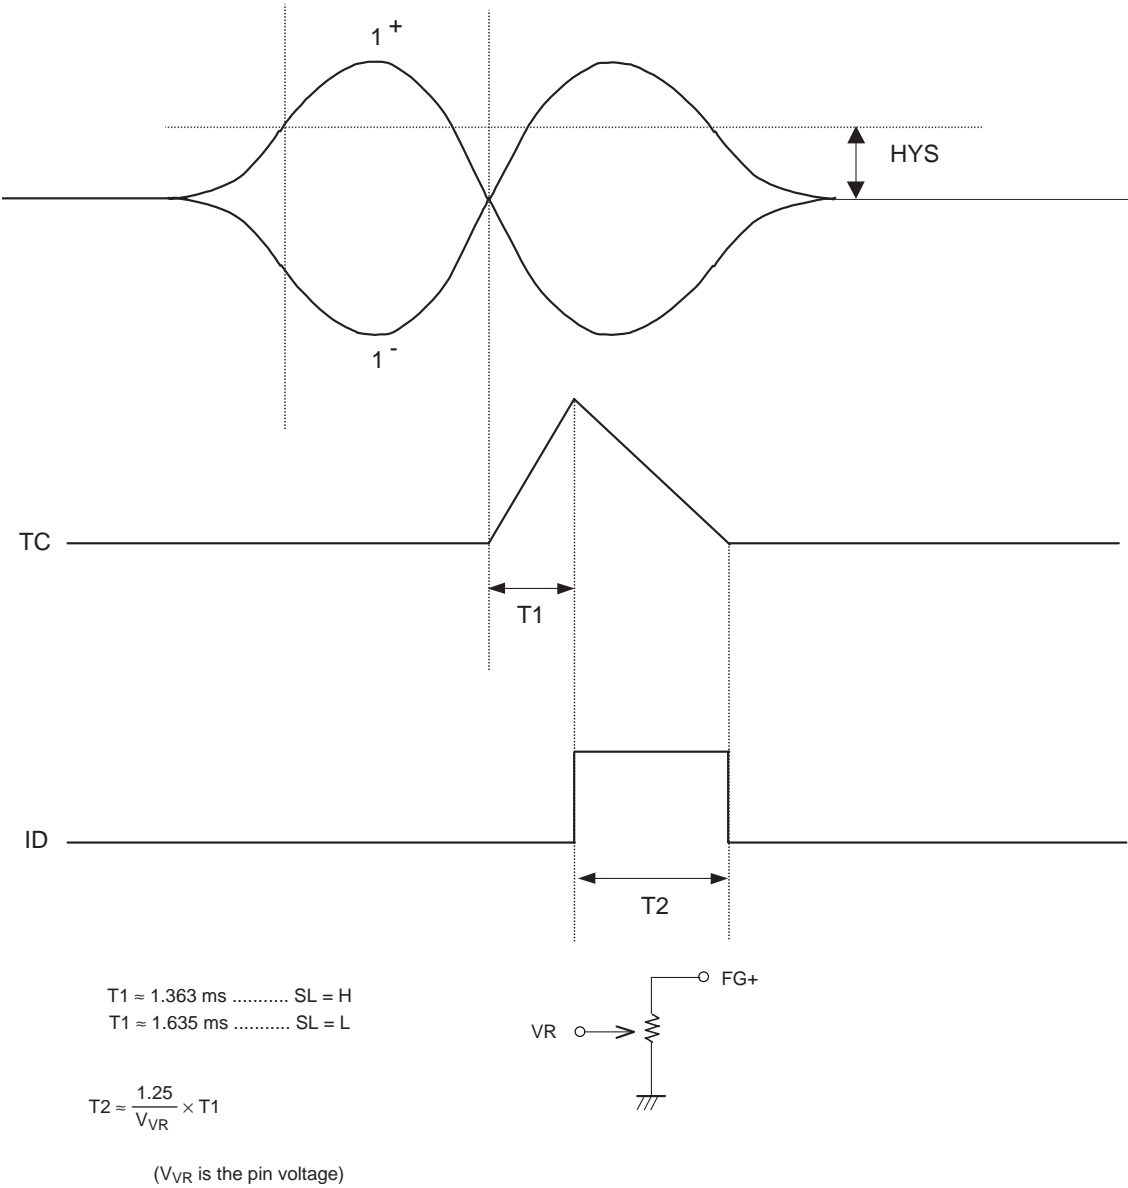 1 +
HYS
1 -
TC
T1
ID
T2
FG+
T1 ≈ 1.363 ms ........... SL = H
T1 ≈ 1.635 ms ........... SL = L
VR
T2 ≈ 1.25 / VVR × T1
(VVR is the pin voltage)